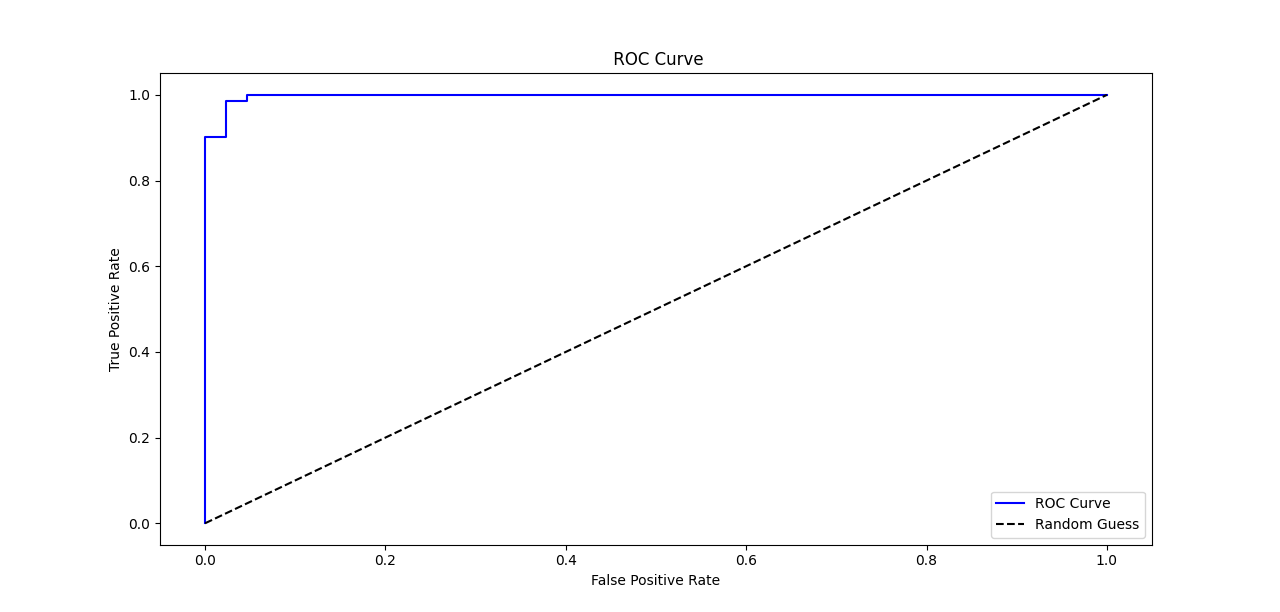 ROC Curve
1.0
0.8
0.6
0.4
0.2
0.0
True Positive Rate
ROC Curve
Random Guess
0.0 0.2 0.4 0.6 0.8 1.0
False Positive Rate